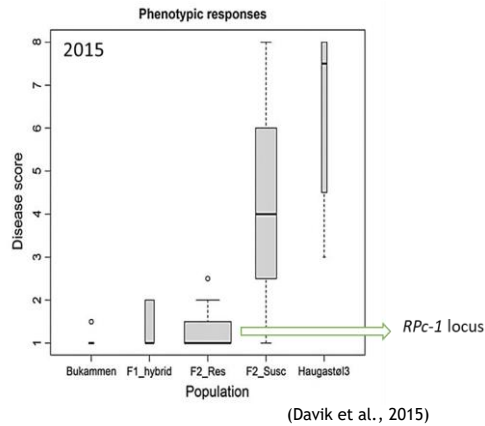 Phenotypic responses
2015
Disease score
8
7
6
5
4
3
2
1
RPc-1 locus
Bukammen F1_hybrid F2_Res F2_Susc Haugastøl3
Population
(Davik et al., 2015)